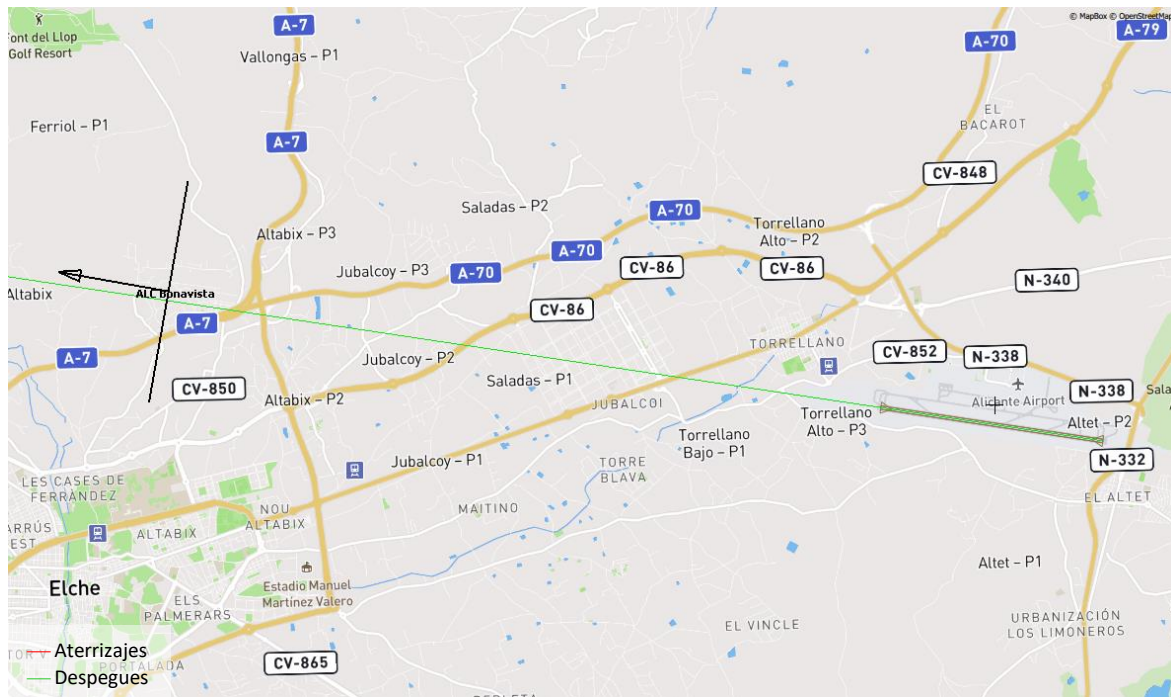 © MapBox © OpenStreetMap
Font del Llop
Golf Resort
A-7
Vallongas – P1
A-70
A-79
Ferriol – P1
A-7
EL
BACAROT
CV-848
Saladas – P2
A-70
Torrellano
Alto – P2
Altabix – P3
A-70
Jubalcoy – P3
A-70
CV-86
CV-86
N-340
Altabix
ALC Bonavista
CV-86
A-7
A-7
TORRELLANO
CV-852
N-338
Jubalcoy – P2
CV-850
Saladas – P1
N-338
Sala
Altabix – P2
JUBALCOI
Alicante Airport
Torrellano
Alto – P3
Altet – P2
Torrellano
Bajo – P1
Jubalcoy – P1
TORRE
BLAVA
N-332
LES CASES DE
FERRÀNDEZ
EL ALTET
NOU
ALTABIX
MAITINO
ARRÚS
EST
ALTABIX
Altet – P1
Estadio Manuel
Martínez Valero
Elche
ELS
PALMERARS
URBANIZACIÓN
LOS LIMONEROS
EL VINCLE
TOR V
Aterrizajes
PORTALADA
CV-865
Despegues